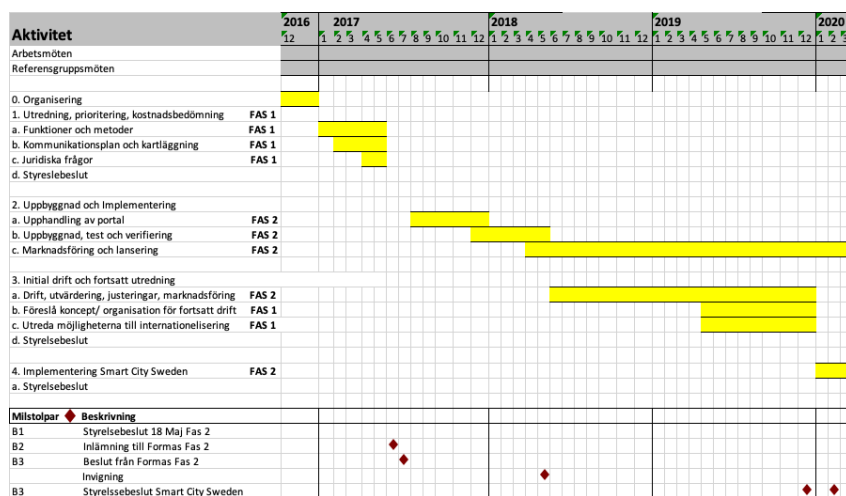 2016 2017 2018 2019 2020
Aktivitet 12 1 2 3 4 5 6 7 8 9 10 11 12 1 2 3 4 5 6 7 8 9 10 11 12 1 2 3 4 5 6 7 8 9 10 11 12 1 2 3
Arbetsmöten
Referensgruppsmöten
0. Organisering
1. Utredning, prioritering, kostnadsbedömning FAS 1
a. Funktioner och metoder FAS 1
b. Kommunikationsplan och kartläggning FAS 1
c. Juridiska frågor FAS 1
d. Styreslebeslut
2. Uppbyggnad och Implementering
a. Upphandling av portal FAS 2
b. Uppbyggnad, test och verifiering FAS 2
c. Marknadsföring och lansering FAS 2
3. Initial drift och fortsatt utredning
a. Drift, utvärdering, justeringar, marknadsföring FAS 2
b. Föreslå koncept/ organisation för fortsatt drift FAS 1
c. Utreda möjligheterna till internationelisering FAS 1
d. Styrelsebeslut
4. Implementering Smart City Sweden FAS 2
a. Styrelsebeslut
Milstolpar Beskrivning
B1 Styrelsebeslut 18 Maj Fas 2
B2 Inlämning till Formas Fas 2
B3 Beslut från Formas Fas 2
Invigning
B3 Styrelssebeslut Smart City Sweden